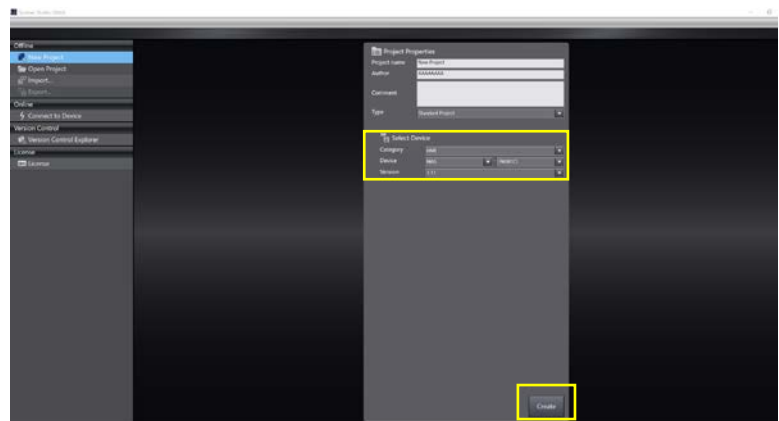 Offline
New Project
Open Project
Import...
Export...
Online
Connect to Device
Version Control
Version Control Explorer
License
License
Project Properties
Project name New Project
Author
Comment
Type Standard Project
Select Device
Category
Device
Version
Create